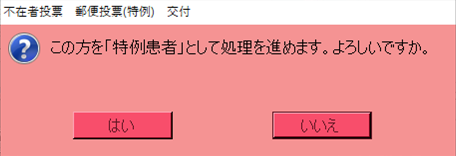 不在者投票　郵便投票(特例)　交付
この方を「特例患者」として処理を進めます。よろしいですか。
はい
いいえ